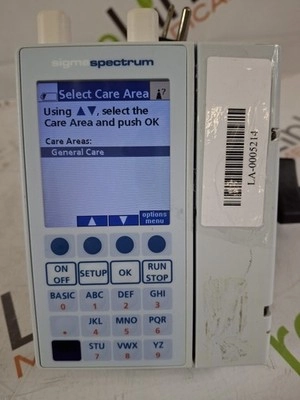 sigmaspectrum
Select Care Area
?
Using ▲▼, select the
Care Area and push OK
Care Areas:
General Care
▲ ▼ options
menu
LA-0005214
ON
OFF
SETUP
OK
RUN
STOP
BASIC ABC DEF GHI
0 1 2 3
. JKL MNO PQR
4 5 6
STU VWX YZ
7 8 9